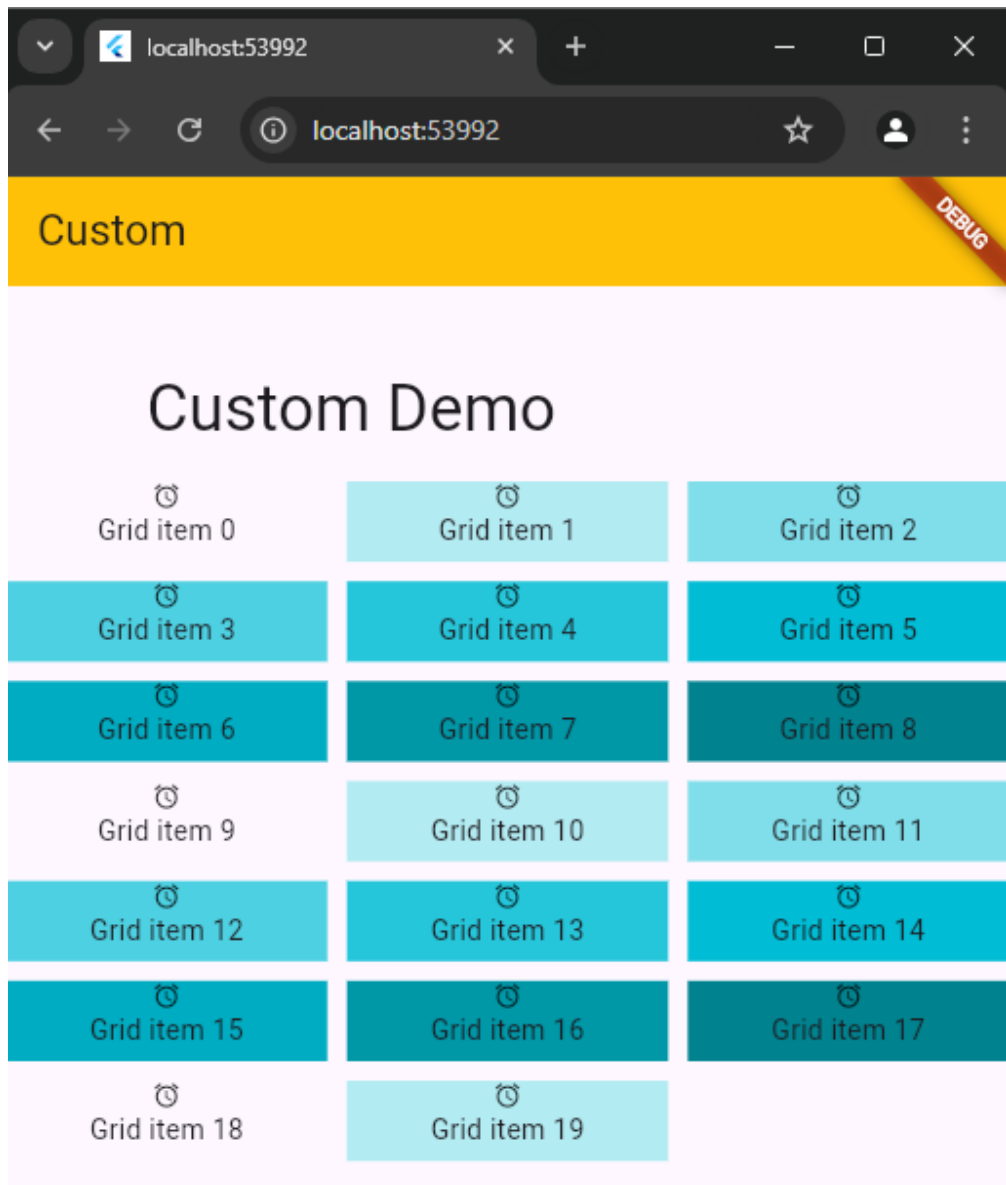 localhost:53992
localhost:53992
Custom
DEBUG
Custom Demo
Grid item 0
Grid item 1
Grid item 2
Grid item 3
Grid item 4
Grid item 5
Grid item 6
Grid item 7
Grid item 8
Grid item 9
Grid item 10
Grid item 11
Grid item 12
Grid item 13
Grid item 14
Grid item 15
Grid item 16
Grid item 17
Grid item 18
Grid item 19